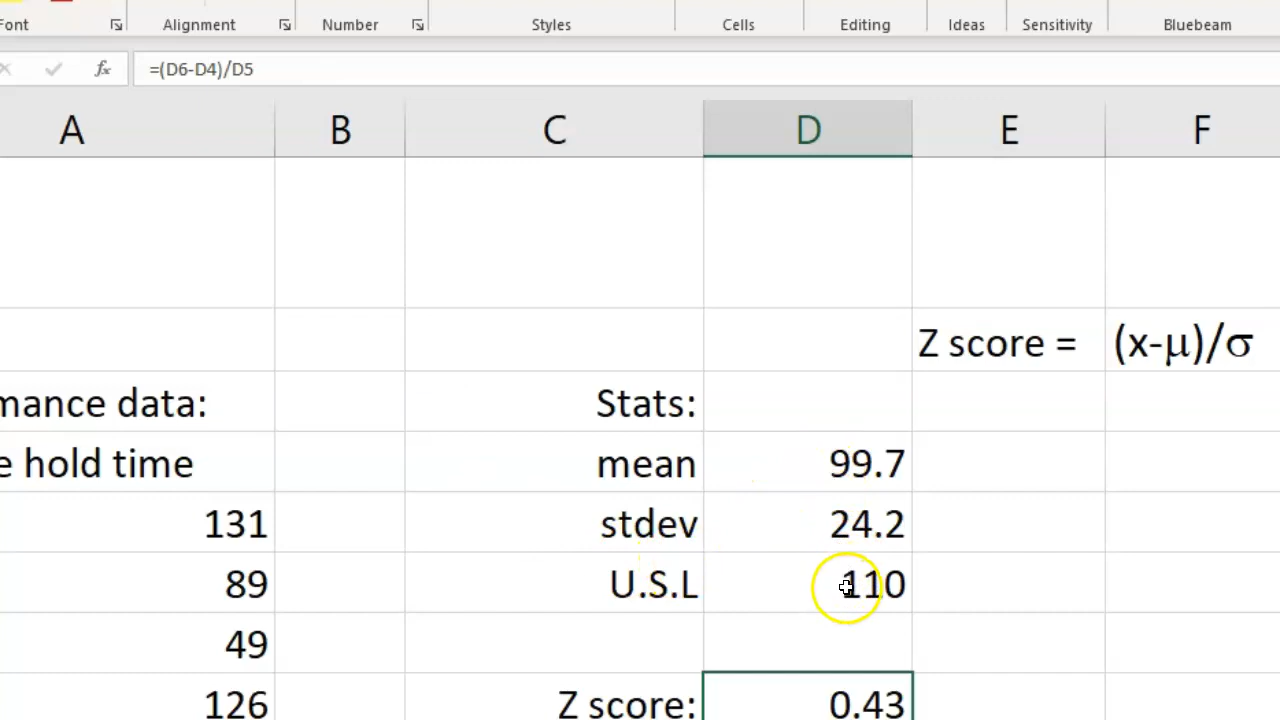 Font Alignment Number Styles Cells Editing Ideas Sensitivity Bluebeam
fx =(D6-D4)/D5
A B C D E F
Z score = (x-μ)/σ
mance data: Stats:
e hold time mean 99.7
131 stdev 24.2
89 U.S.L 110
49
126 Z score: 0.43